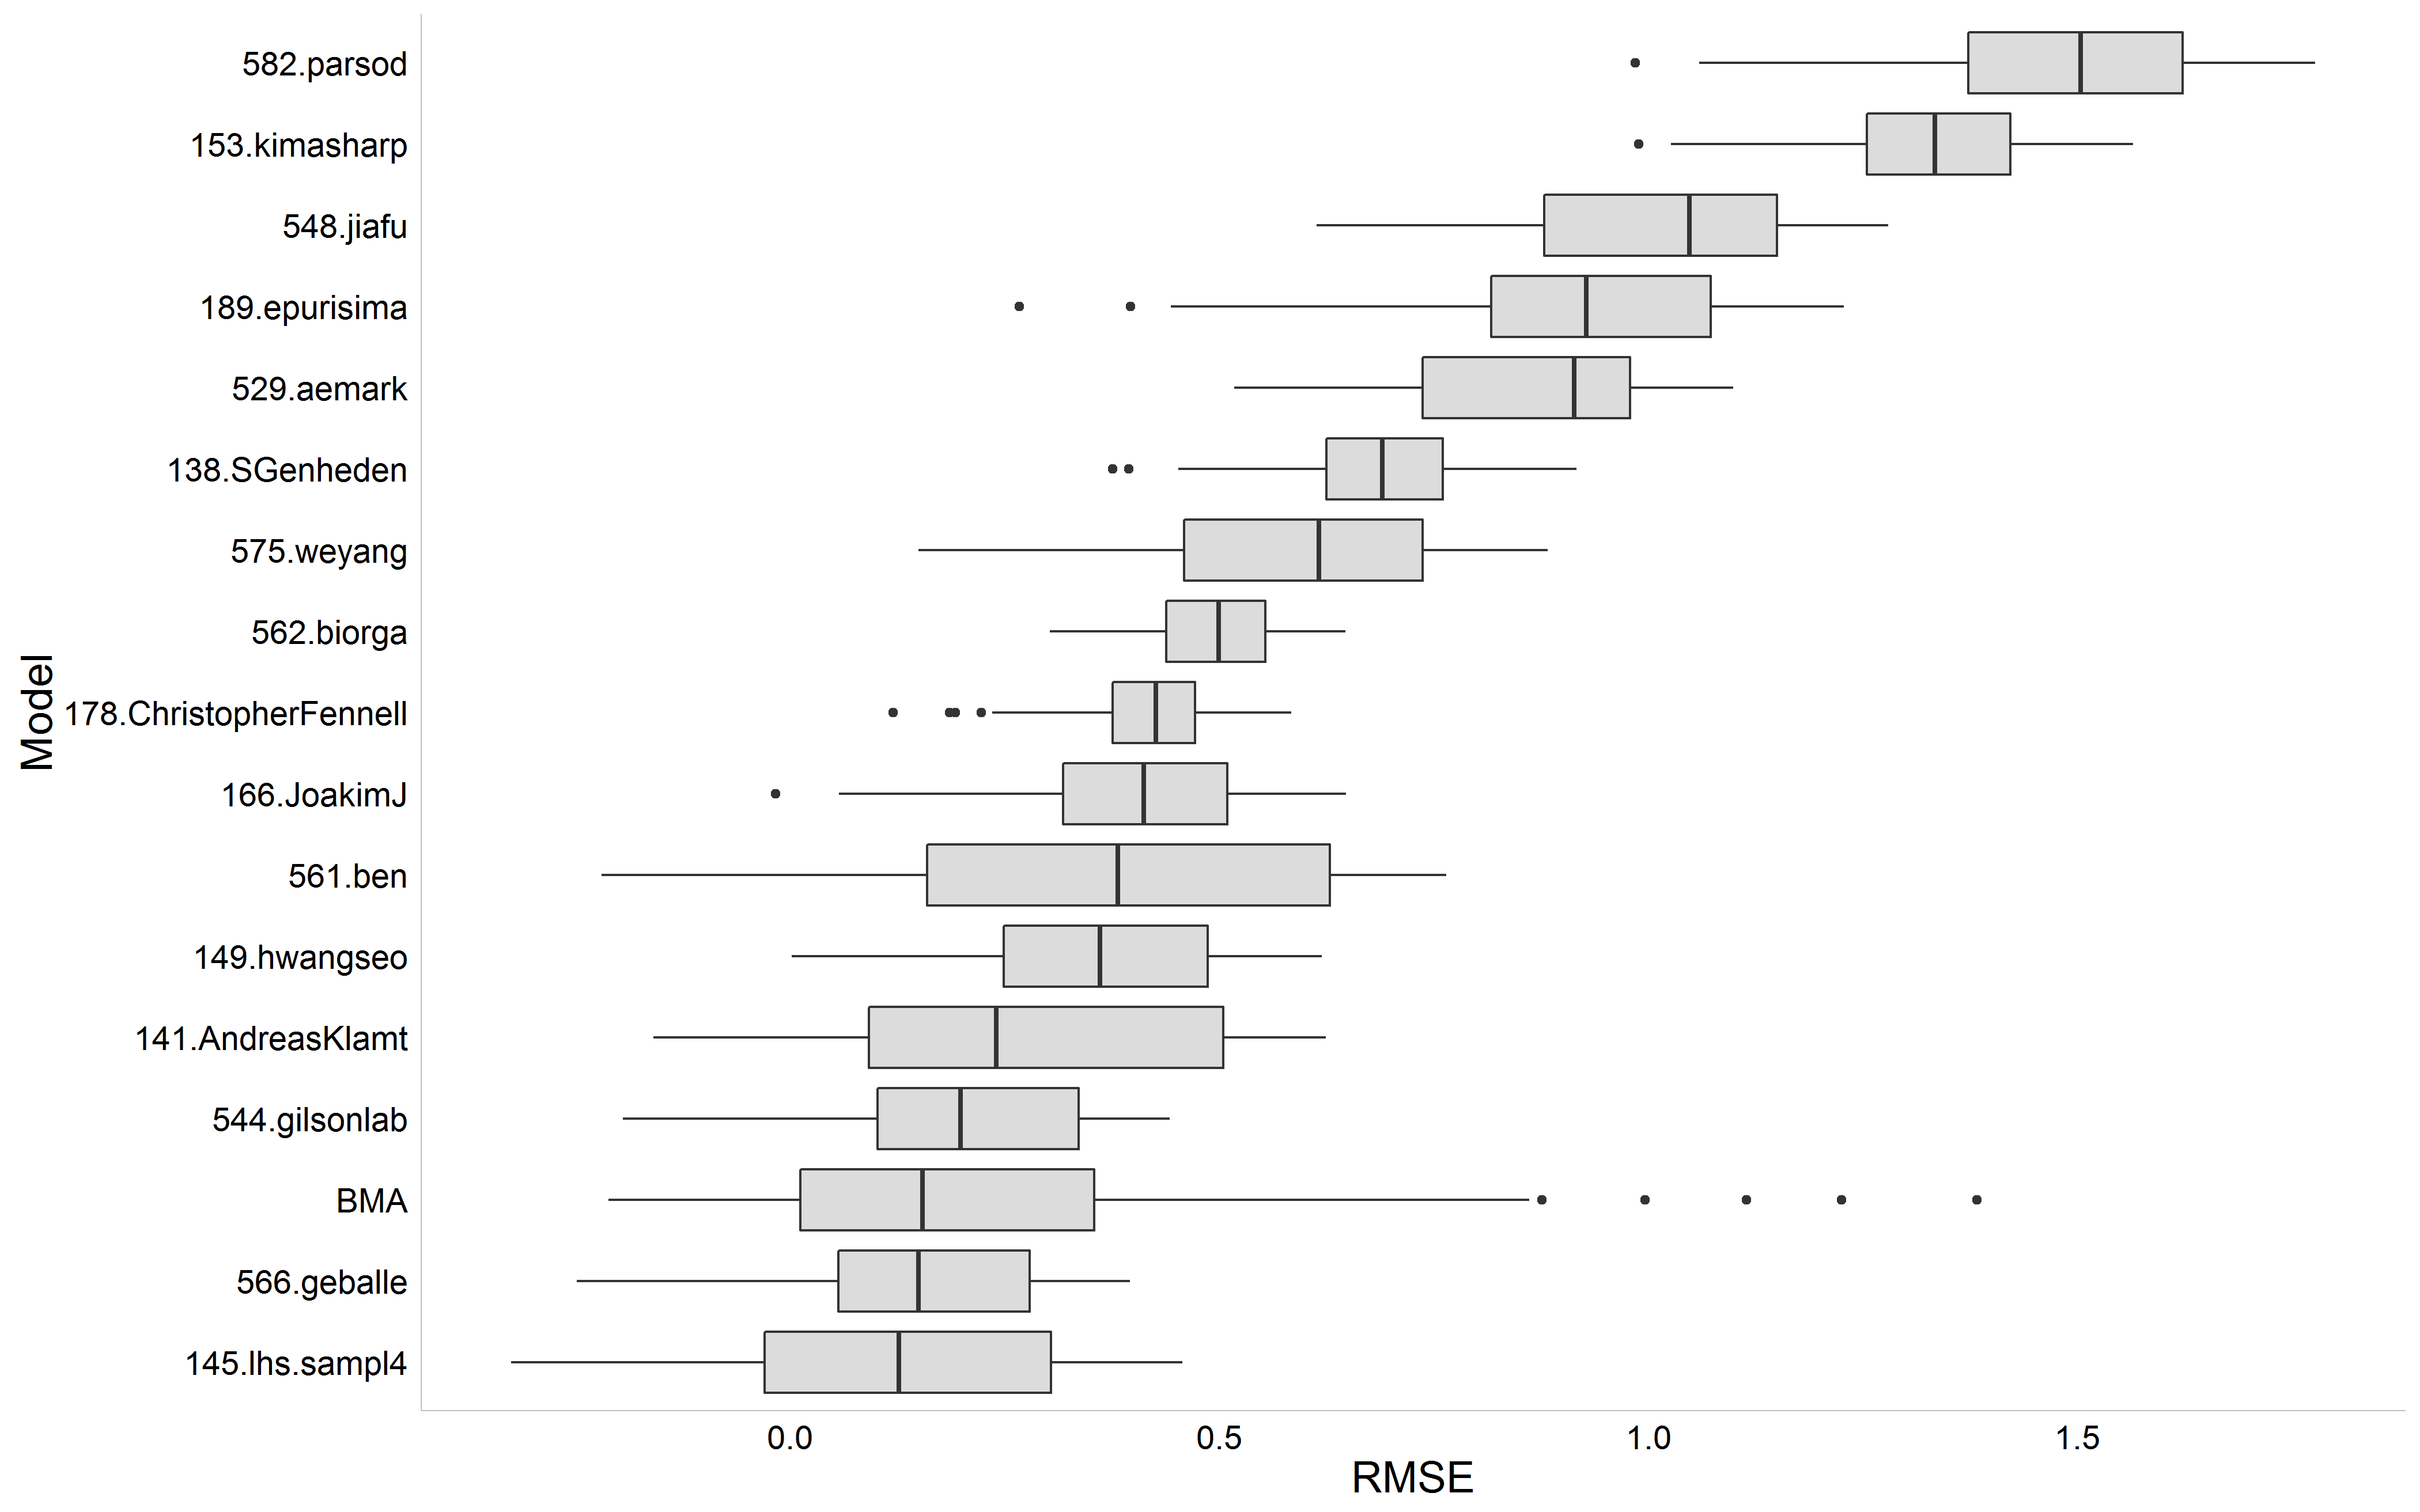 582.parsod
153.kimasharp
548.jiafu
189.epurisima
529.aemark
138.SGenheden
575.weyang
562.biorga
178.ChristopherFennell
166.JoakimJ
561.ben
149.hwangseo
141.AndreasKlamt
544.gilsonlab
BMA
566.geballe
145.lhs.sampl4
Model
0.0 0.5 1.0 1.5
RMSE